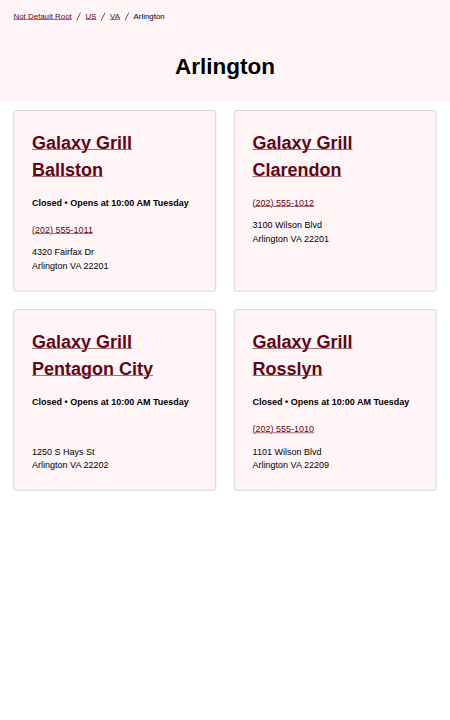 Not Default Root / US / VA / Arlington
Arlington
Galaxy Grill
Ballston
Closed • Opens at 10:00 AM Tuesday
(202) 555-1011
4320 Fairfax Dr
Arlington VA 22201
Galaxy Grill
Clarendon
(202) 555-1012
3100 Wilson Blvd
Arlington VA 22201
Galaxy Grill
Pentagon City
Closed • Opens at 10:00 AM Tuesday
1250 S Hays St
Arlington VA 22202
Galaxy Grill
Rosslyn
Closed • Opens at 10:00 AM Tuesday
(202) 555-1010
1101 Wilson Blvd
Arlington VA 22209